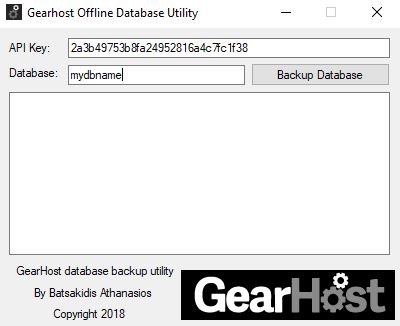 Gearhost Offline Database Utility
API Key: 2a3b49753b8fa24952816a4c7fc1f38
Database: mydbname Backup Database
GearHost database backup utility
By Batsakidis Athanasios
Copyright 2018
GearHost